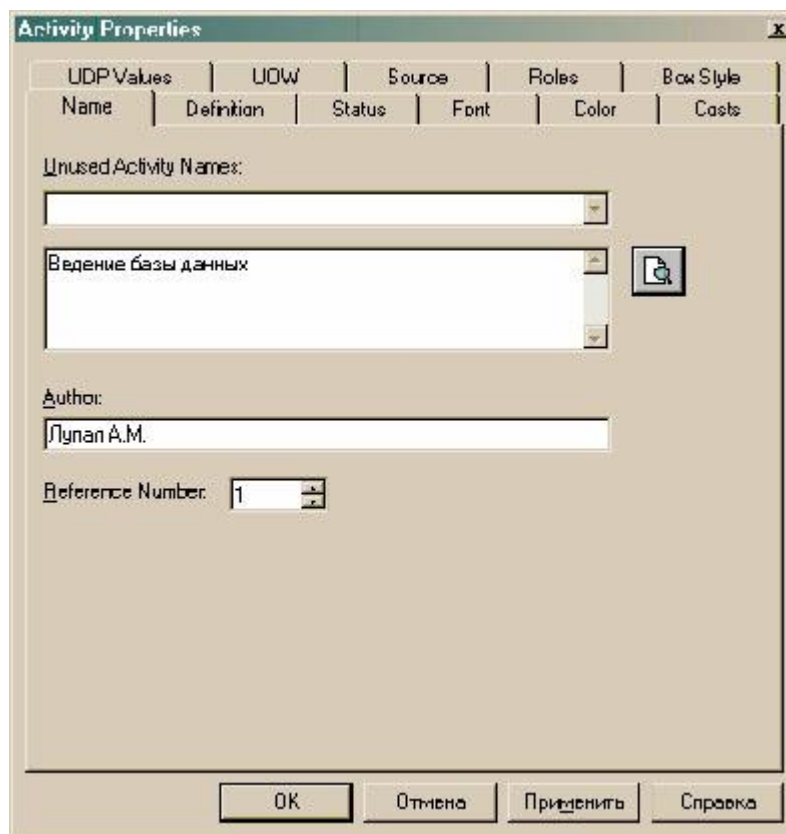 Activity Properties
UDP Values UOW Source Roles Box Style
Name Definition Status Font Color Costs
Unused Activity Names:
Ведение базы данных
Author:
Лупал А.М.
Reference Number: 1
OK Отмена Применить Справка